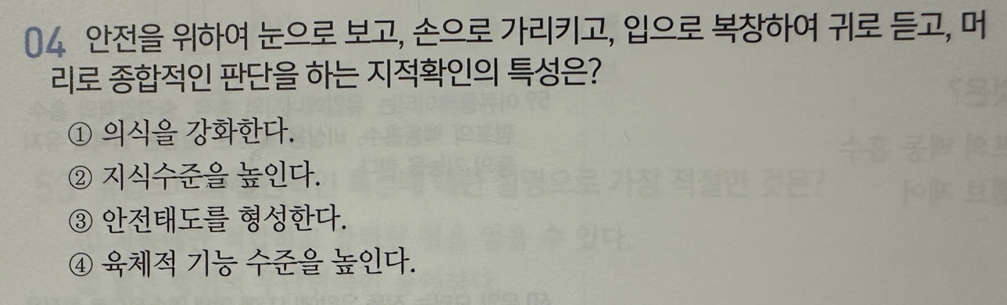 04 안전을 위하여 눈으로 보고, 손으로 가리키고, 입으로 복창하여 귀로 듣고, 머
리로 종합적인 판단을 하는 지적확인의 특성은?
① 의식을 강화한다.
② 지식수준을 높인다.
③ 안전태도를 형성한다.
④ 육체적 기능 수준을 높인다.